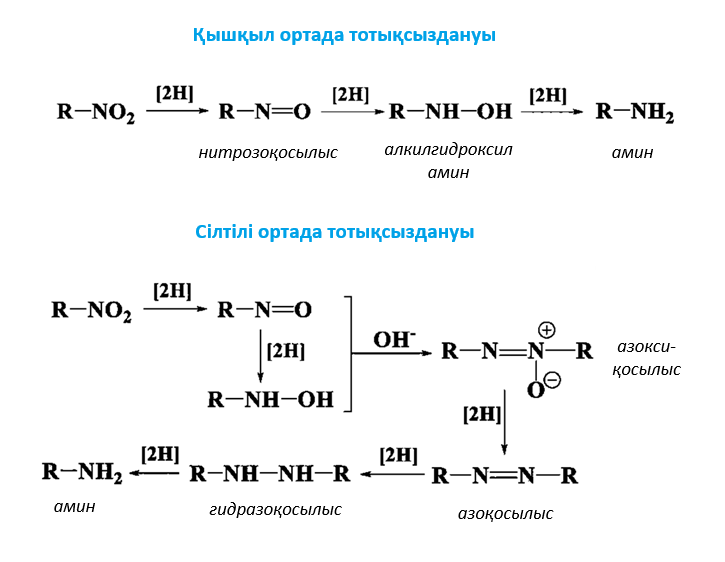 Қышқыл ортада тотықсыздануы
R–NO₂ [2H] R–N=O [2H] R–NH–OH [2H] R–NH₂
нитрозоқосылыс
алкилгидроксил
амин
амин
Сілтілі ортада тотықсыздануы
R–NO₂ [2H] R–N=O
[2H]
R–NH–OH
OH⁻
R–N=N–R
⊕
O⊖
азокси-
қосылыс
[2H]
R–NH₂ [2H] R–NH–NH–R [2H] R–N=N–R
амин
гидразоқосылыс
азоқосылыс